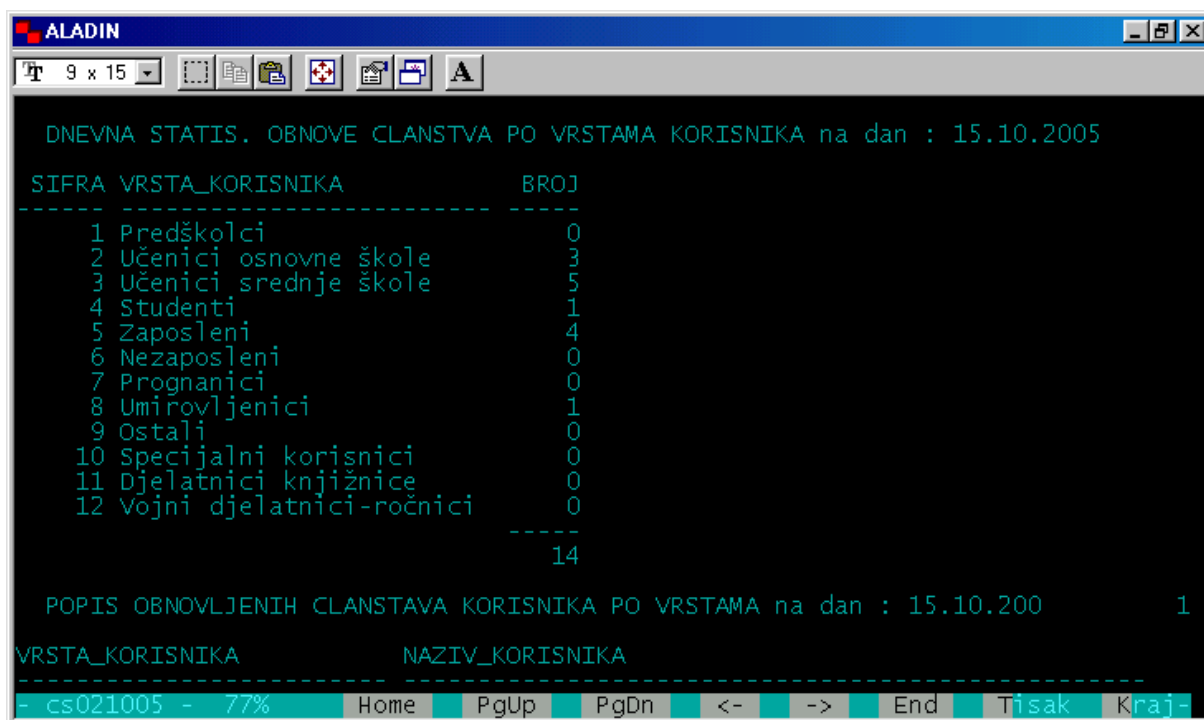 ALADIN
9 x 15
A
DNEVNA STATIS. OBNOVE CLANSTVA PO VRSTAMA KORISNIKA na dan : 15.10.2005
SIFRA VRSTA_KORISNIKA BROJ
------ -------------------------- -----
1 Predškolci 0
2 Učenici osnovne škole 3
3 Učenici srednje škole 5
4 Studenti 1
5 Zaposleni 4
6 Nezaposleni 0
7 Prognanici 0
8 Umirovljenici 1
9 Ostali 0
10 Specijalni korisnici 0
11 Djelatnici knjižnice 0
12 Vojni djelatnici-ročnici 0
-----
14
POPIS OBNOVLJENIH CLANSTAVA KORISNIKA PO VRSTAMA na dan : 15.10.200 1
VRSTA_KORISNIKA NAZIV_KORISNIKA
-------------------------- ----------------------------------------------------
- cs021005 - 77% Home PgUp PgDn <- -> End Tisak Kraj-